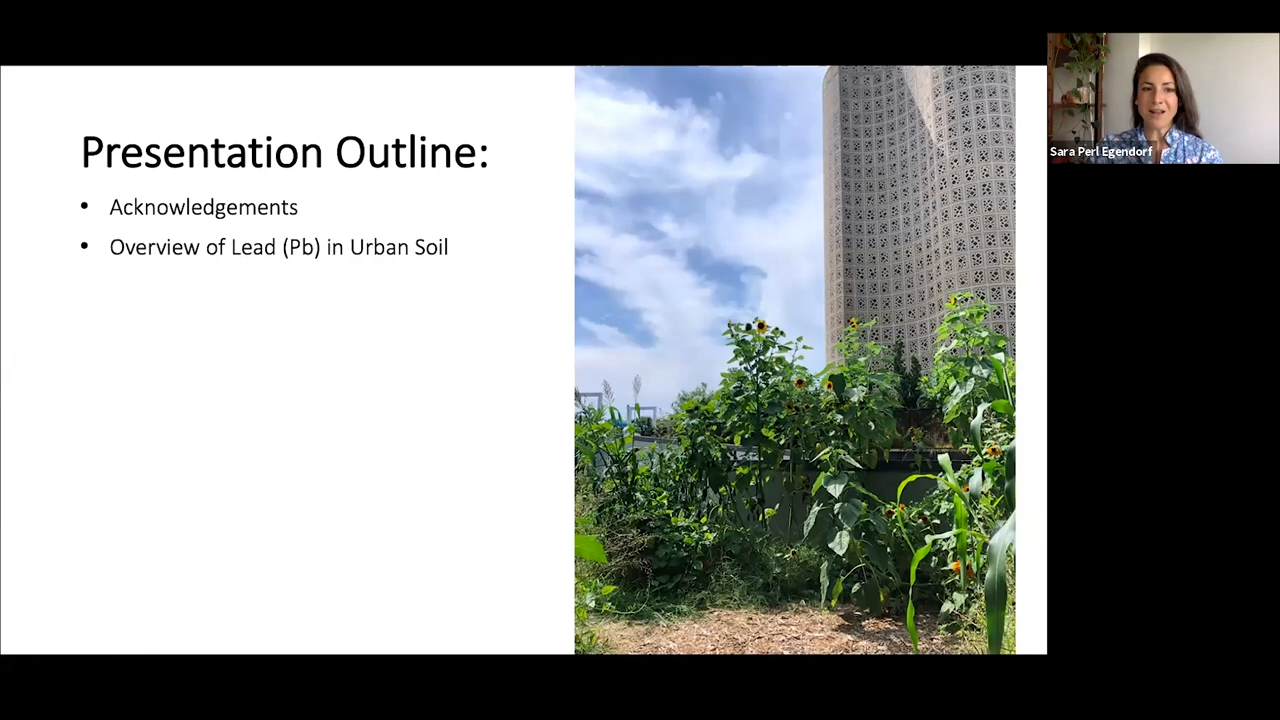 Presentation Outline:
• Acknowledgements
• Overview of Lead (Pb) in Urban Soil
Sara Perl Egendorf